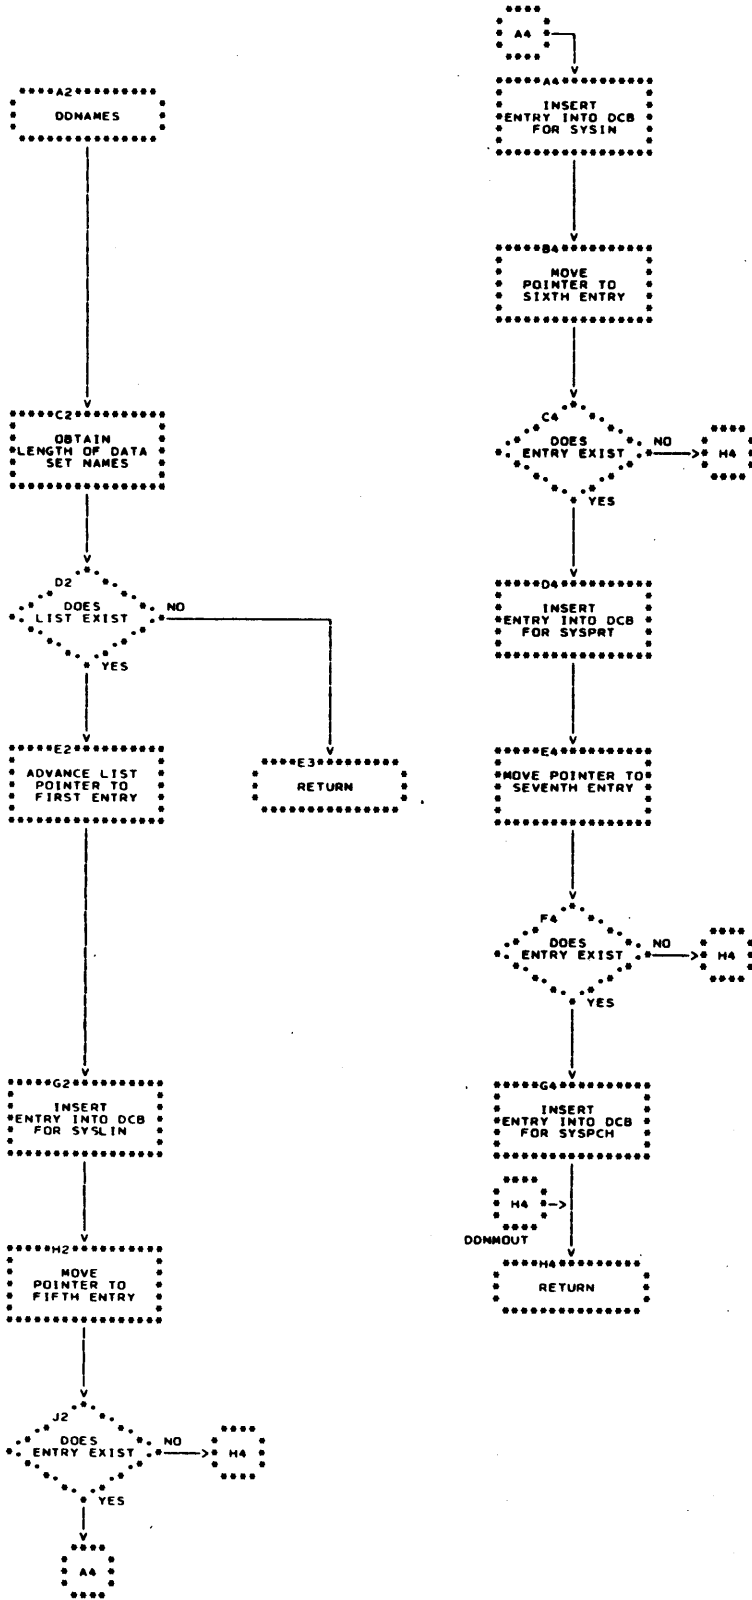 A2
DDNAMES
C2
OBTAIN
LENGTH OF DATA
SET NAMES
D2
DOES
LIST EXIST
NO
YES
E2
ADVANCE LIST
POINTER TO
FIRST ENTRY
E3
RETURN
G2
INSERT
ENTRY INTO DCB
FOR SYSLIN
H2
MOVE
POINTER TO
FIFTH ENTRY
J2
DOES
ENTRY EXIST
NO
H4
YES
A4
A4
A4
INSERT
ENTRY INTO DCB
FOR SYSIN
B4
MOVE
POINTER TO
SIXTH ENTRY
C4
DOES
ENTRY EXIST
NO
H4
YES
D4
INSERT
ENTRY INTO DCB
FOR SYSPRT
E4
MOVE POINTER TO
SEVENTH ENTRY
F4
DOES
ENTRY EXIST
NO
H4
YES
G4
INSERT
ENTRY INTO DCB
FOR SYSPCH
H4
DDNMOUT
H4
RETURN